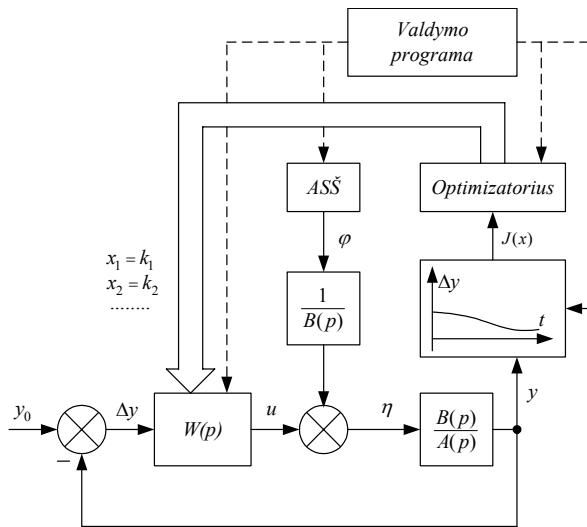 Valdymo
programa
ASŠ
Optimizatorius
φ
J(x)
x₁ = k₁
x₂ = k₂
........
1
B(p)
Δy
t
y₀
Δy
W(p)
u
η
B(p)
A(p)
y
−